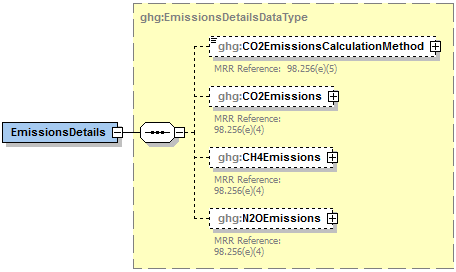 ghg:EmissionsDetailsDataType
ghg:CO2EmissionsCalculationMethod
MRR Reference: 98.256(e)(5)
ghg:CO2Emissions
MRR Reference:
98.256(e)(4)
EmissionsDetails
ghg:CH4Emissions
MRR Reference:
98.256(e)(4)
ghg:N2OEmissions
MRR Reference:
98.256(e)(4)